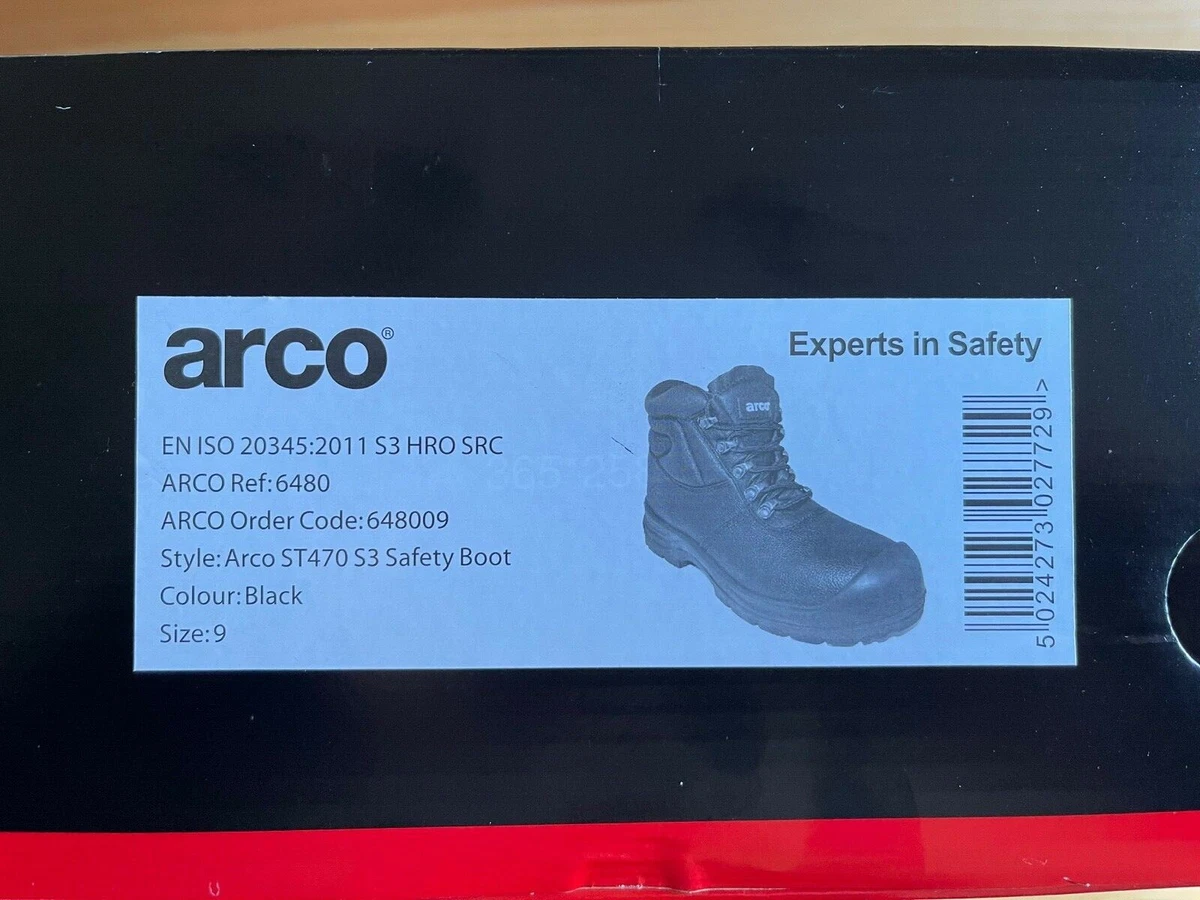 arco®
Experts in Safety
EN ISO 20345:2011 S3 HRO SRC
ARCO Ref:6480
ARCO Order Code:648009
Style: Arco ST470 S3 Safety Boot
Colour:Black
Size:9
arco
5 024273 027729 >